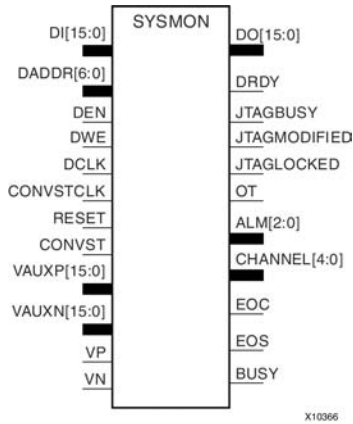 SYSMON
DI[15:0]
DADDR[6:0]
DEN
DWE
DCLK
CONVSTCLK
RESET
CONVST
VAUXP[15:0]
VAUXN[15:0]
VP
VN
DO[15:0]
DRDY
JTAGBUSY
JTAGMODIFIED
JTAGLOCKED
OT
ALM[2:0]
CHANNEL[4:0]
EOC
EOS
BUSY
X10366